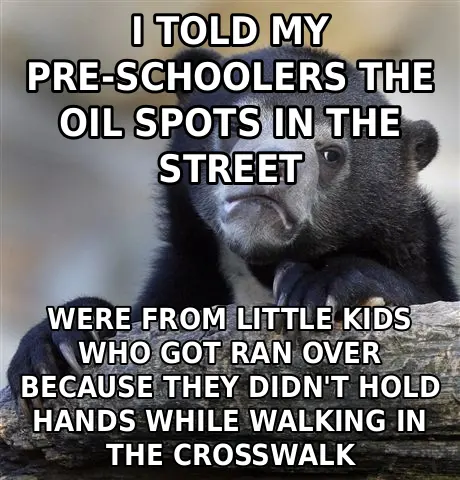 I TOLD MY
PRE-SCHOOLERS THE
OIL SPOTS IN THE
STREET
WERE FROM LITTLE KIDS
WHO GOT RAN OVER
BECAUSE THEY DIDN'T HOLD
HANDS WHILE WALKING IN
THE CROSSWALK